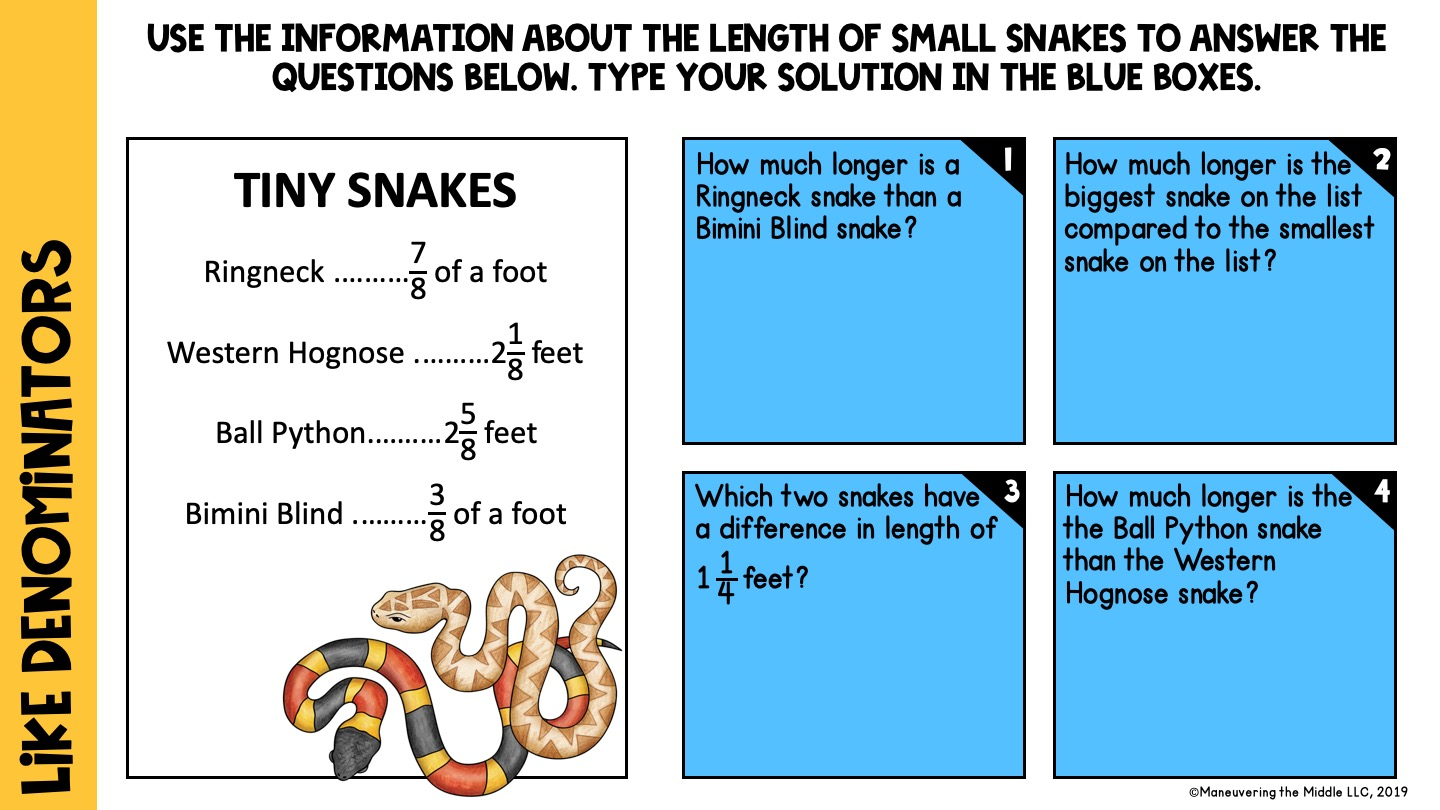 LIKE DENOMINATORS
USE THE INFORMATION ABOUT THE LENGTH OF SMALL SNAKES TO ANSWER THE
QUESTIONS BELOW. TYPE YOUR SOLUTION IN THE BLUE BOXES.
TINY SNAKES
Ringneck ..........7/8 of a foot
Western Hognose ..........2 1/8 feet
Ball Python..........2 5/8 feet
Bimini Blind ..........3/8 of a foot
1
How much longer is a
Ringneck snake than a
Bimini Blind snake?
2
How much longer is the
biggest snake on the list
compared to the smallest
snake on the list?
3
Which two snakes have
a difference in length of
1 1/4 feet?
4
How much longer is the
the Ball Python snake
than the Western
Hognose snake?
©Maneuvering the Middle LLC, 2019